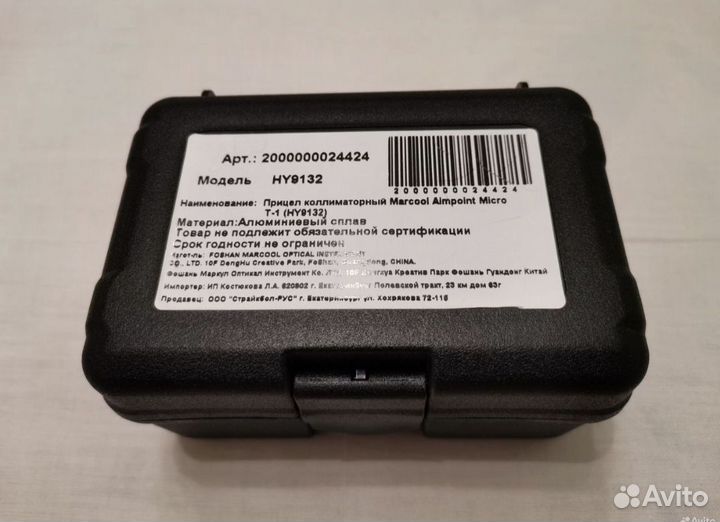 Арт.: 2000000024424
2000000024424
Модель HY9132
Наименование: Прицел коллиматорный Marcool Aimpoint Micro
T-1 (HY9132)
Материал:Алюминиевый сплав
Товар не подлежит обязательной сертификации
Срок годности не ограничен
FOSHAN MARCOOL OPTICAL
CO., LTD. 10F DengHu Creative Park, CHINA.
Фошань Маркул Оптикал Инструмент Ко. 10F Креатив Парк Фошань Гуандонг Китай
Импортер: ИП Костюкова Л.А. 620802 г. Полевской тракт, 23 км дом 63г
Продавец: ООО "Страйкбол-РУС" г. Екатеринбург ул. Хохрякова 72-116
Avito
Avito